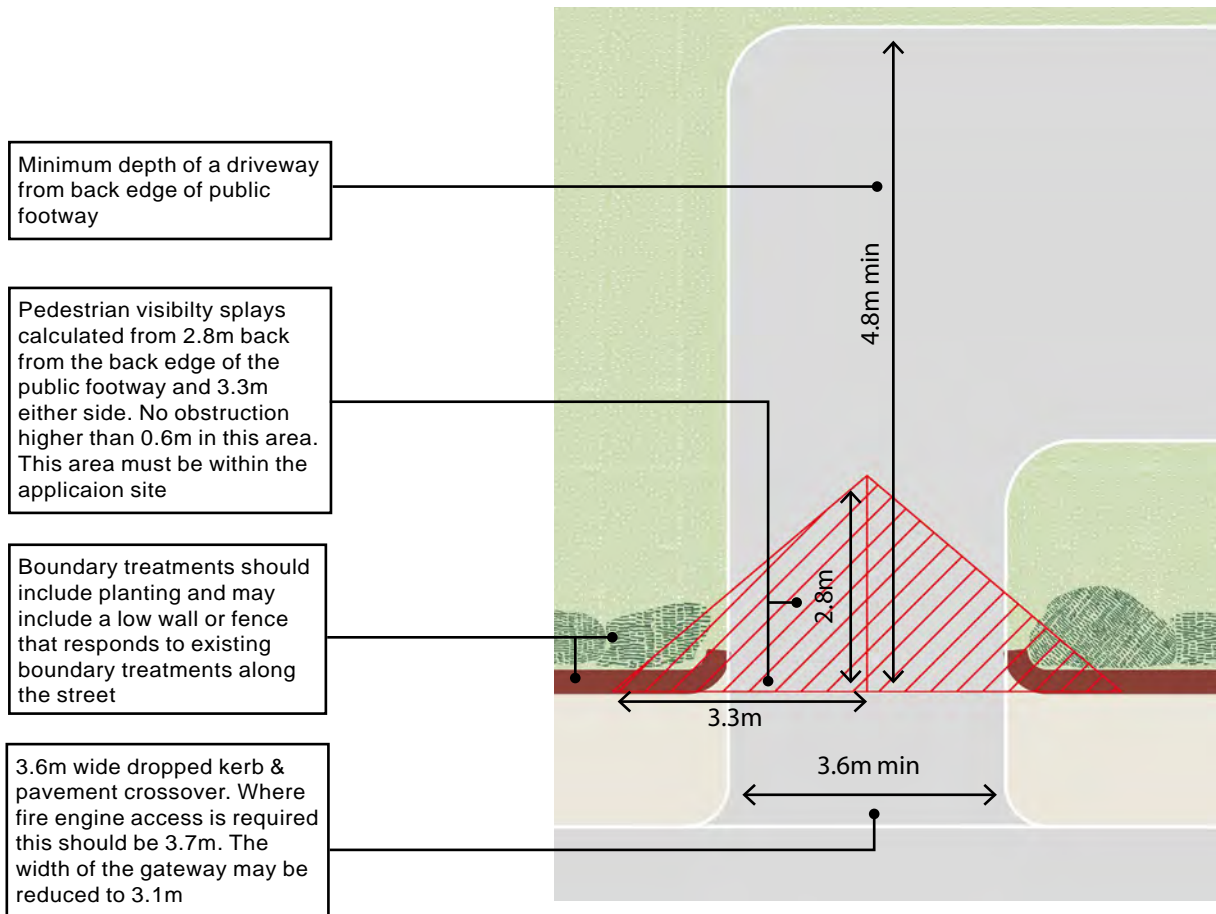 Minimum depth of a driveway
from back edge of public
footway
Pedestrian visibilty splays
calculated from 2.8m back
from the back edge of the
public footway and 3.3m
either side. No obstruction
higher than 0.6m in this area.
This area must be within the
applicaion site
Boundary treatments should
include planting and may
include a low wall or fence
that responds to existing
boundary treatments along
the street
3.6m wide dropped kerb &
pavement crossover. Where
fire engine access is required
this should be 3.7m. The
width of the gateway may be
reduced to 3.1m
4.8m min
2.8m
3.3m
3.6m min